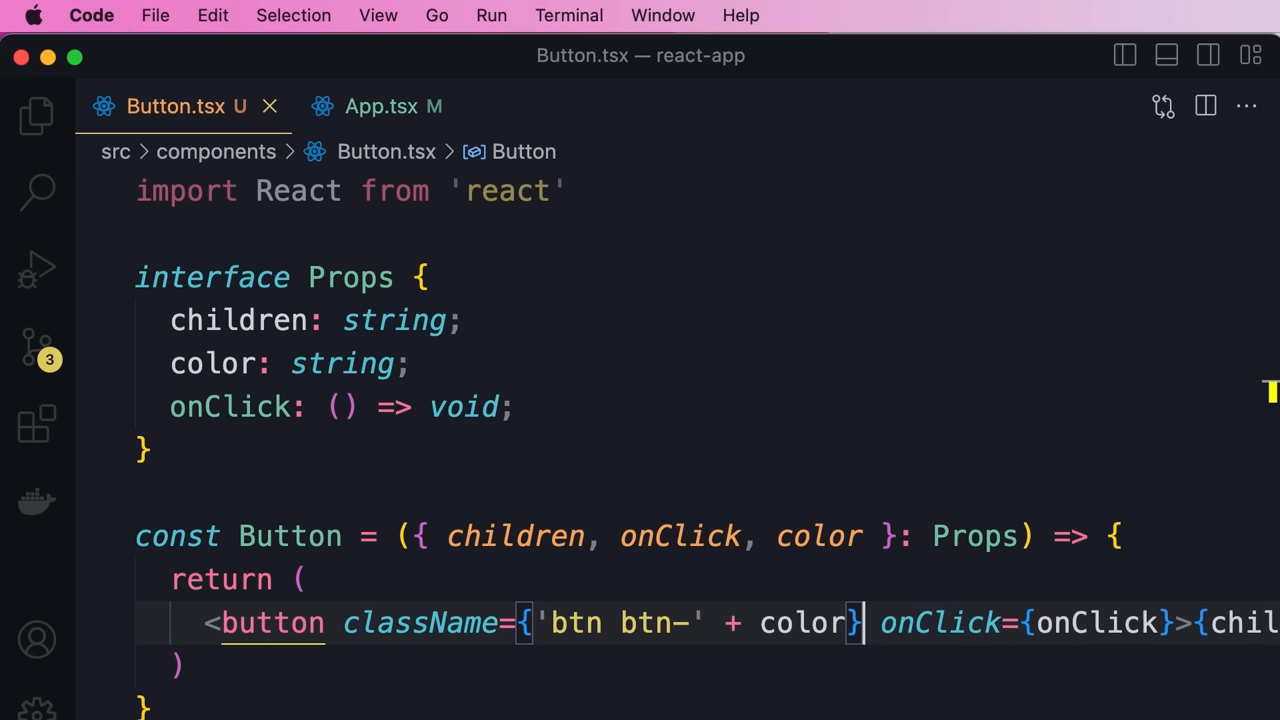 Code File Edit Selection View Go Run Terminal Window Help
Button.tsx — react-app
Button.tsx U App.tsx M
src > components > Button.tsx > Button
import React from 'react'
interface Props {
children: string;
color: string;
3
onClick: () => void;
}
const Button = ({ children, onClick, color }: Props) => {
return (
<button className={'btn btn-' + color} onClick={onClick}>{chil
)
}